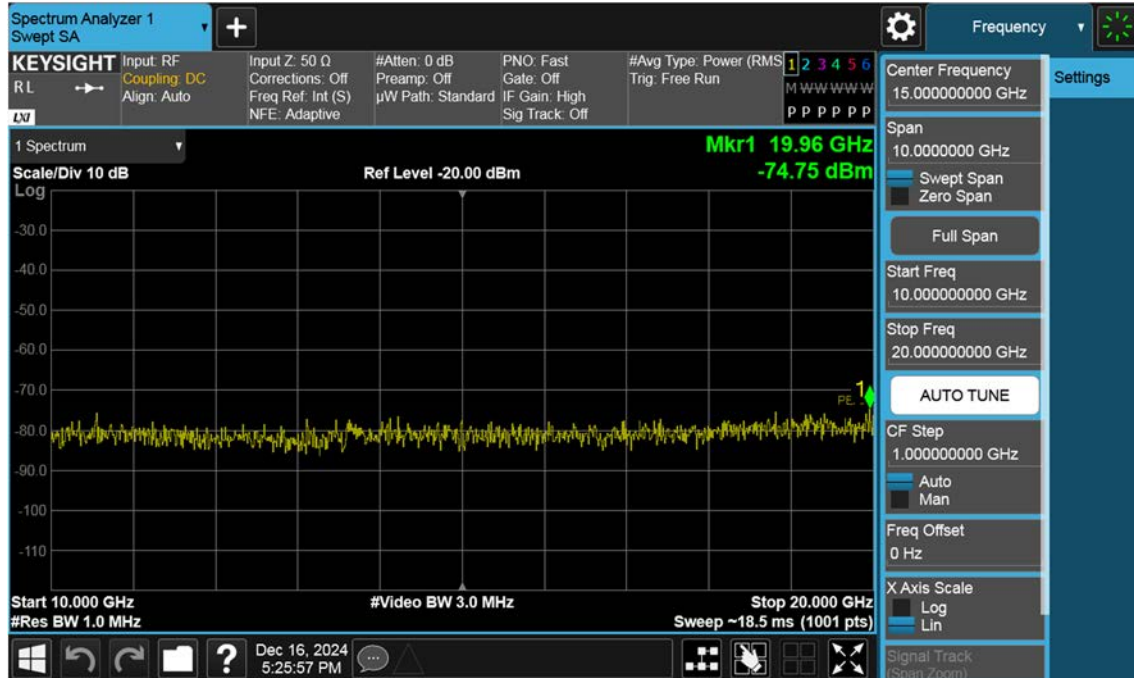 Spectrum Analyzer 1
Swept SA
+
Frequency
KEYSIGHT
RL
LXI
Input: RF
Coupling: DC
Align: Auto
Input Z: 50 Ω
Corrections: Off
Freq Ref: Int (S)
NFE: Adaptive
#Atten: 0 dB
Preamp: Off
µW Path: Standard
PNO: Fast
Gate: Off
IF Gain: High
Sig Track: Off
#Avg Type: Power (RMS
Trig: Free Run
1 2 3 4 5 6
M W W W W W
P P P P P P
1 Spectrum
Mkr1 19.96 GHz
-74.75 dBm
Scale/Div 10 dB
Ref Level -20.00 dBm
Log
-30.0
-40.0
-50.0
-60.0
-70.0
-80.0
-90.0
-100
-110
1
Start 10.000 GHz
#Video BW 3.0 MHz
Stop 20.000 GHz
#Res BW 1.0 MHz
Sweep ~18.5 ms (1001 pts)
?
Dec 16, 2024
5:25:57 PM
Center Frequency
15.000000000 GHz
Settings
Span
10.0000000 GHz
Swept Span
Zero Span
Full Span
Start Freq
10.000000000 GHz
Stop Freq
20.000000000 GHz
AUTO TUNE
CF Step
1.000000000 GHz
Auto
Man
Freq Offset
0 Hz
X Axis Scale
Log
Lin
Signal Track
(Span Zoom)